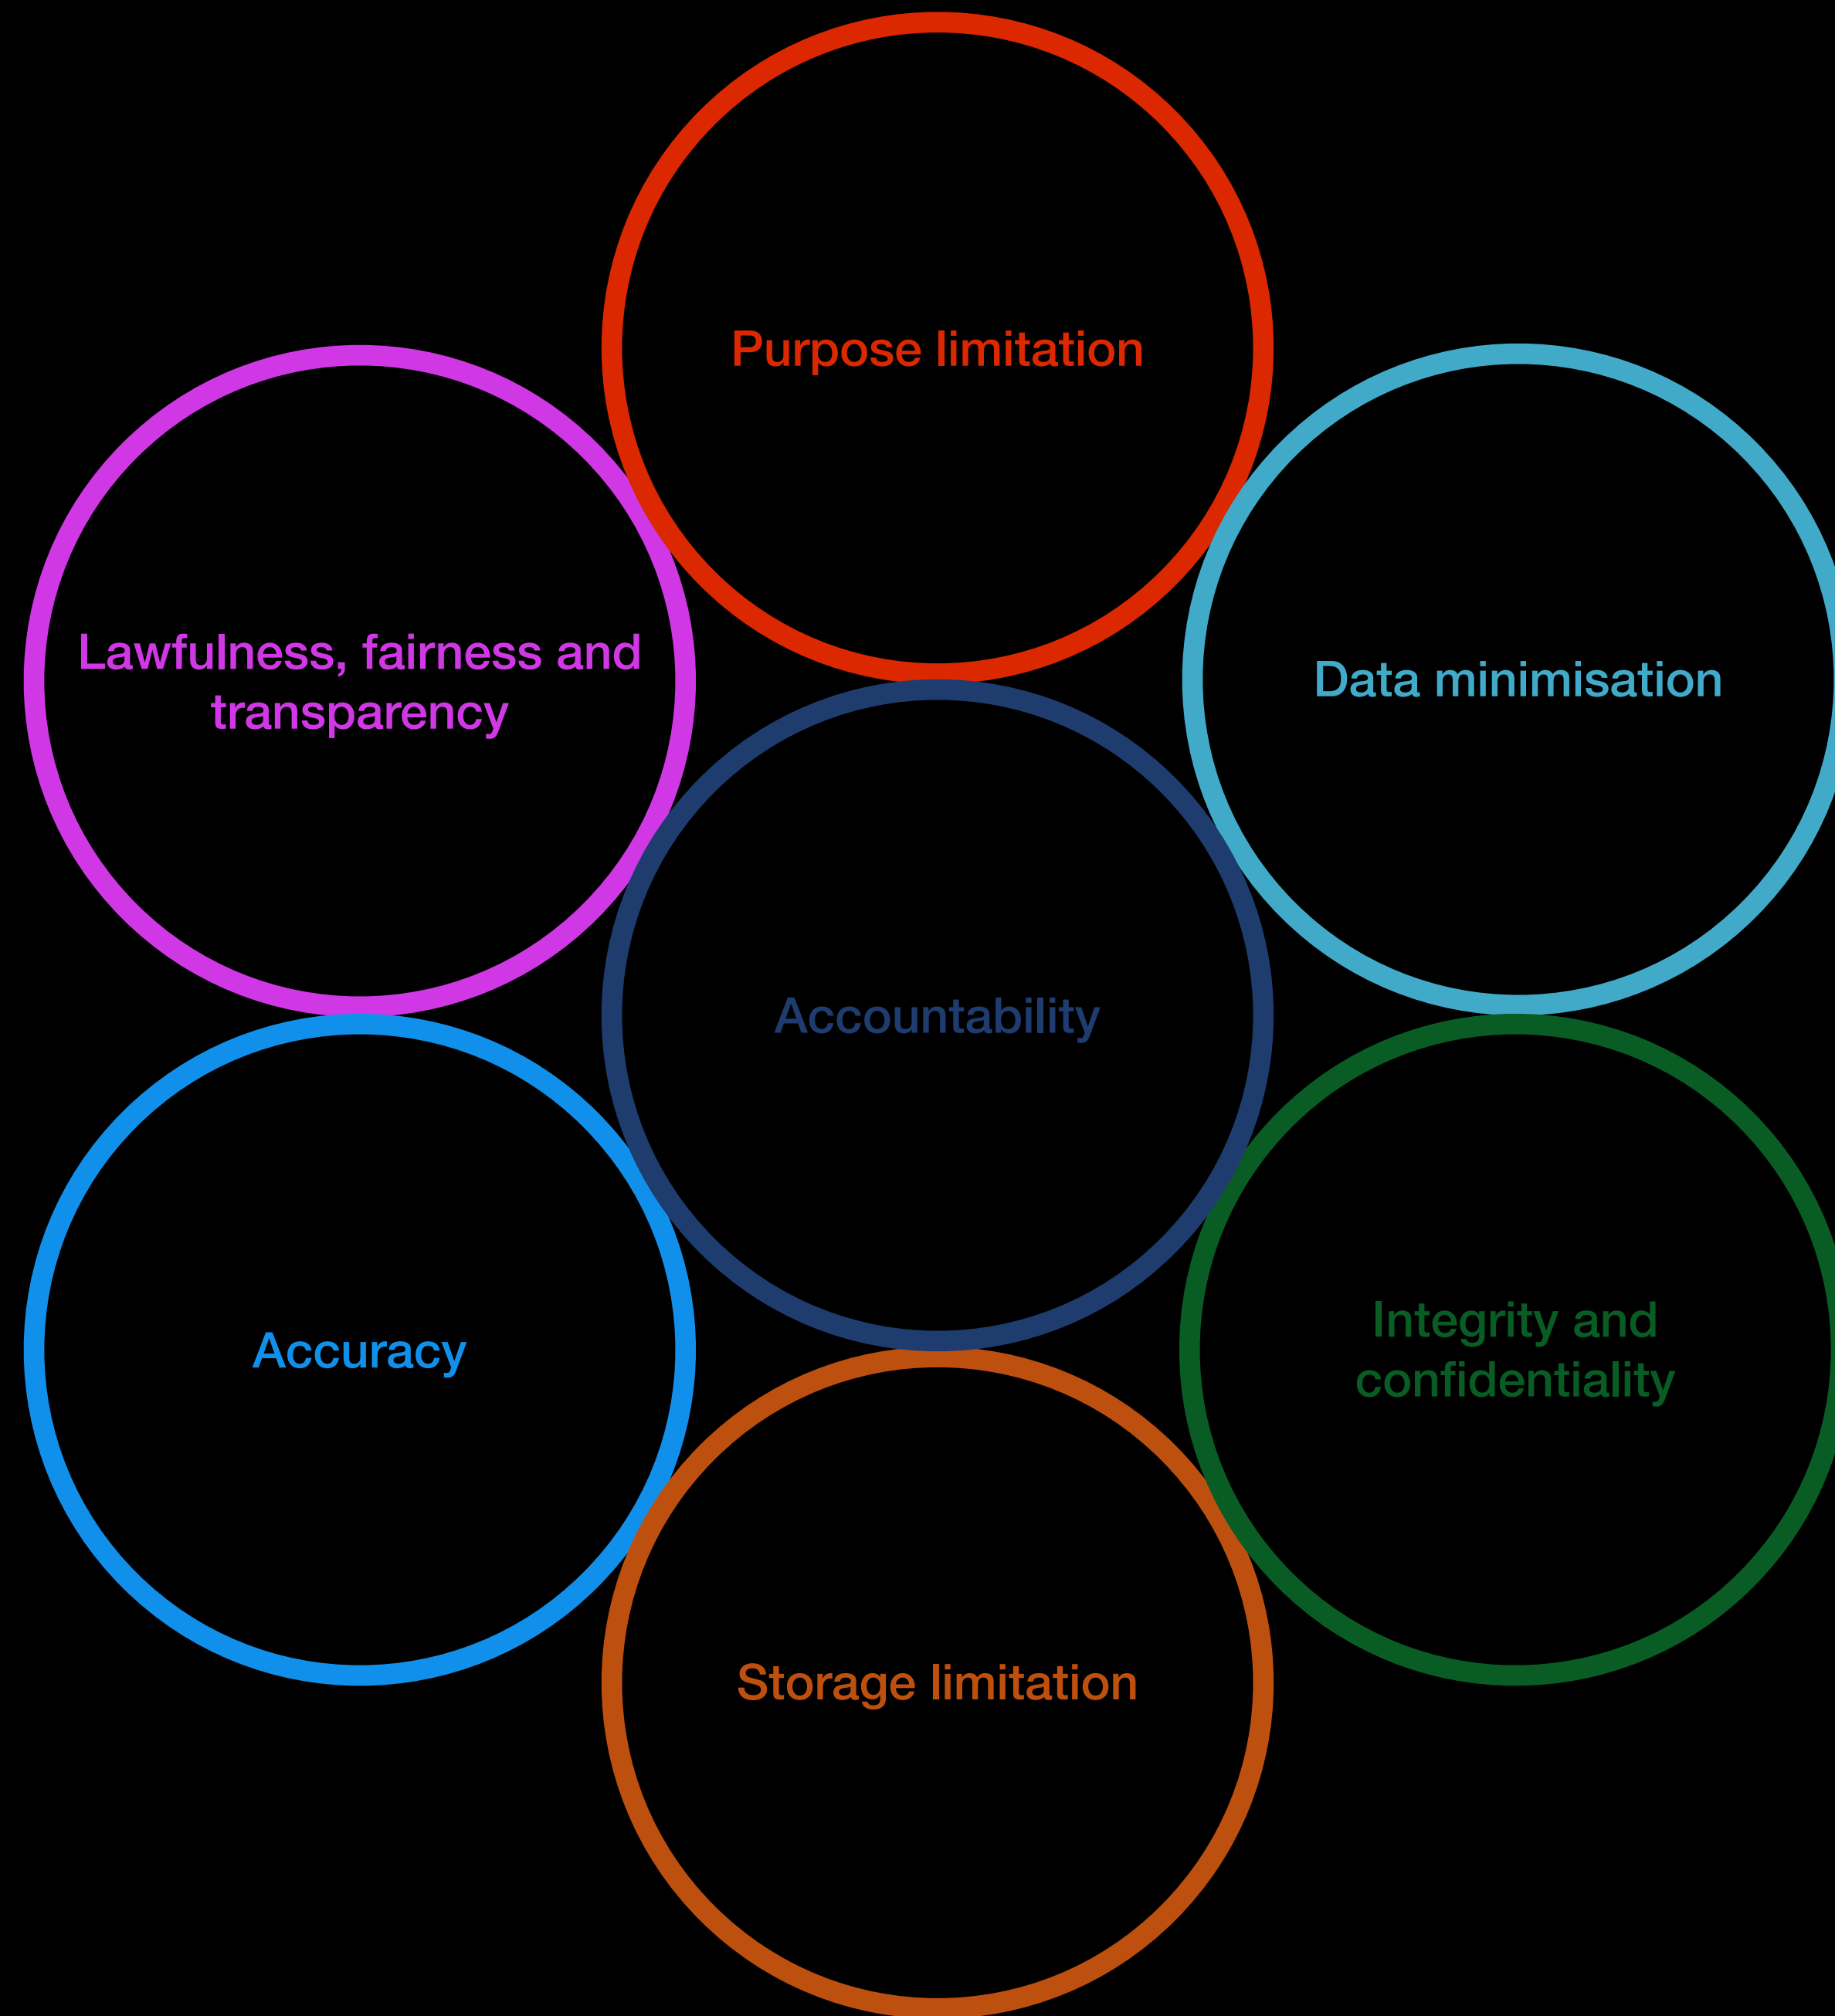 Purpose limitation
Lawfulness, fairness and
transparency
Data minimisation
Accountability
Accuracy
Integrity and
confidentiality
Storage limitation